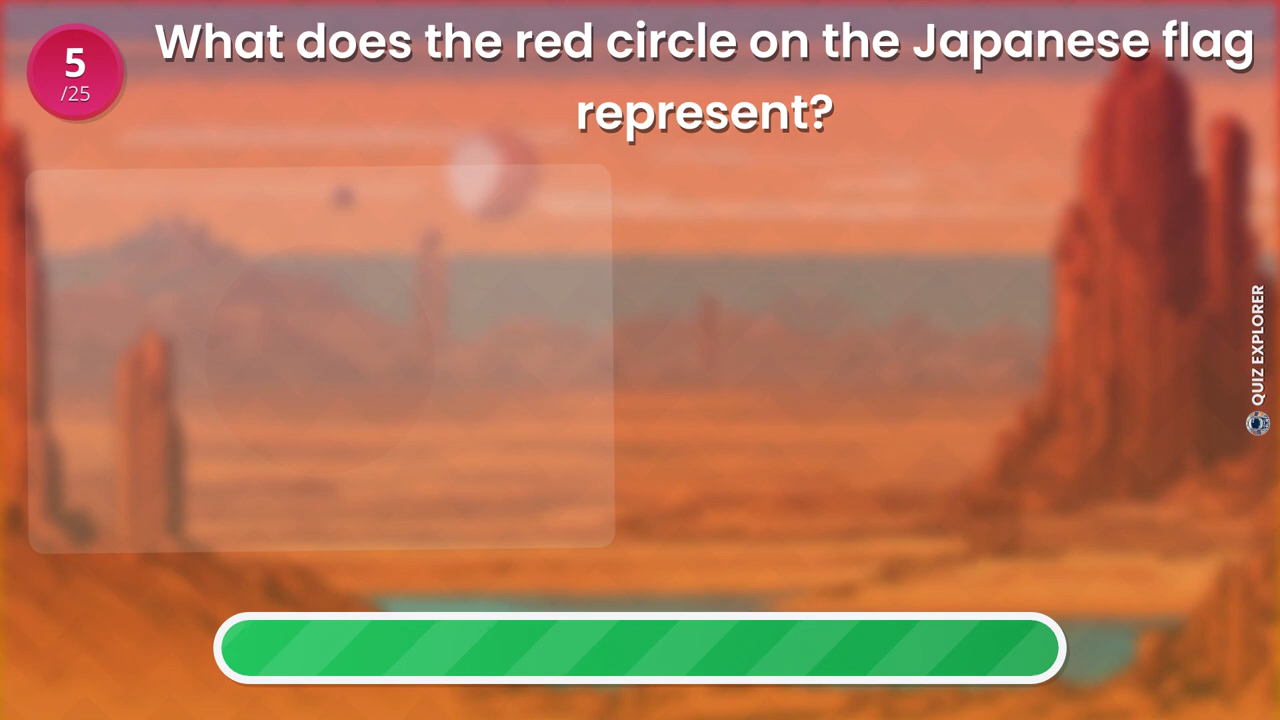 5
/25
What does the red circle on the Japanese flag
represent?
QUIZ EXPLORER